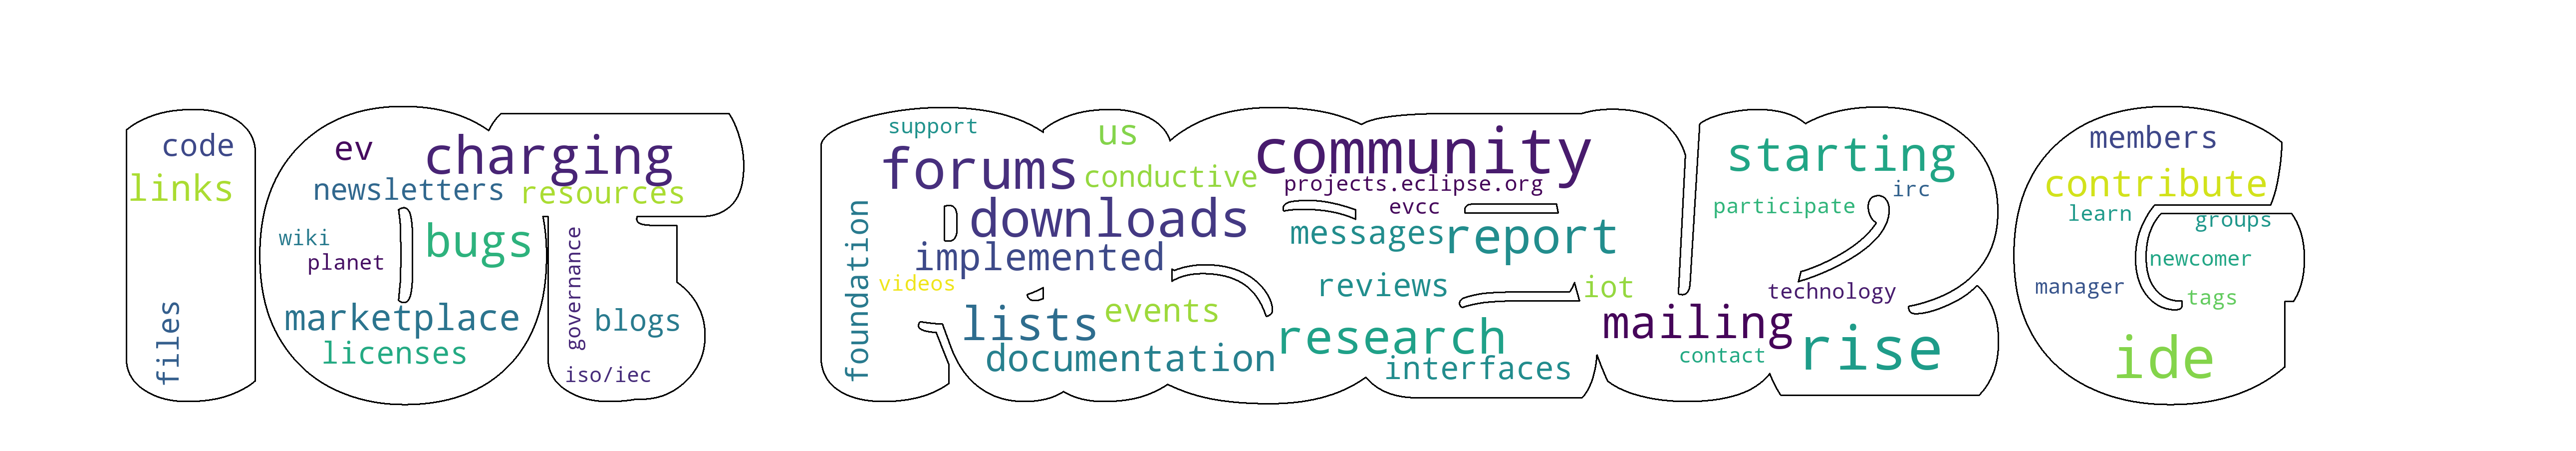 code
links
files
ev
charging
newsletters
resources
wiki
planet
bugs
governance
marketplace
licenses
blogs
iso/iec
support
us
forums
conductive
community
projects.eclipse.org
evcc
foundation
downloads
implemented
messages
report
videos
reviews
iot
lists
events
research
documentation
interfaces
starting
irc
participate
technology
mailing
contact
rise
members
contribute
learn
groups
newcomer
manager
tags
ide